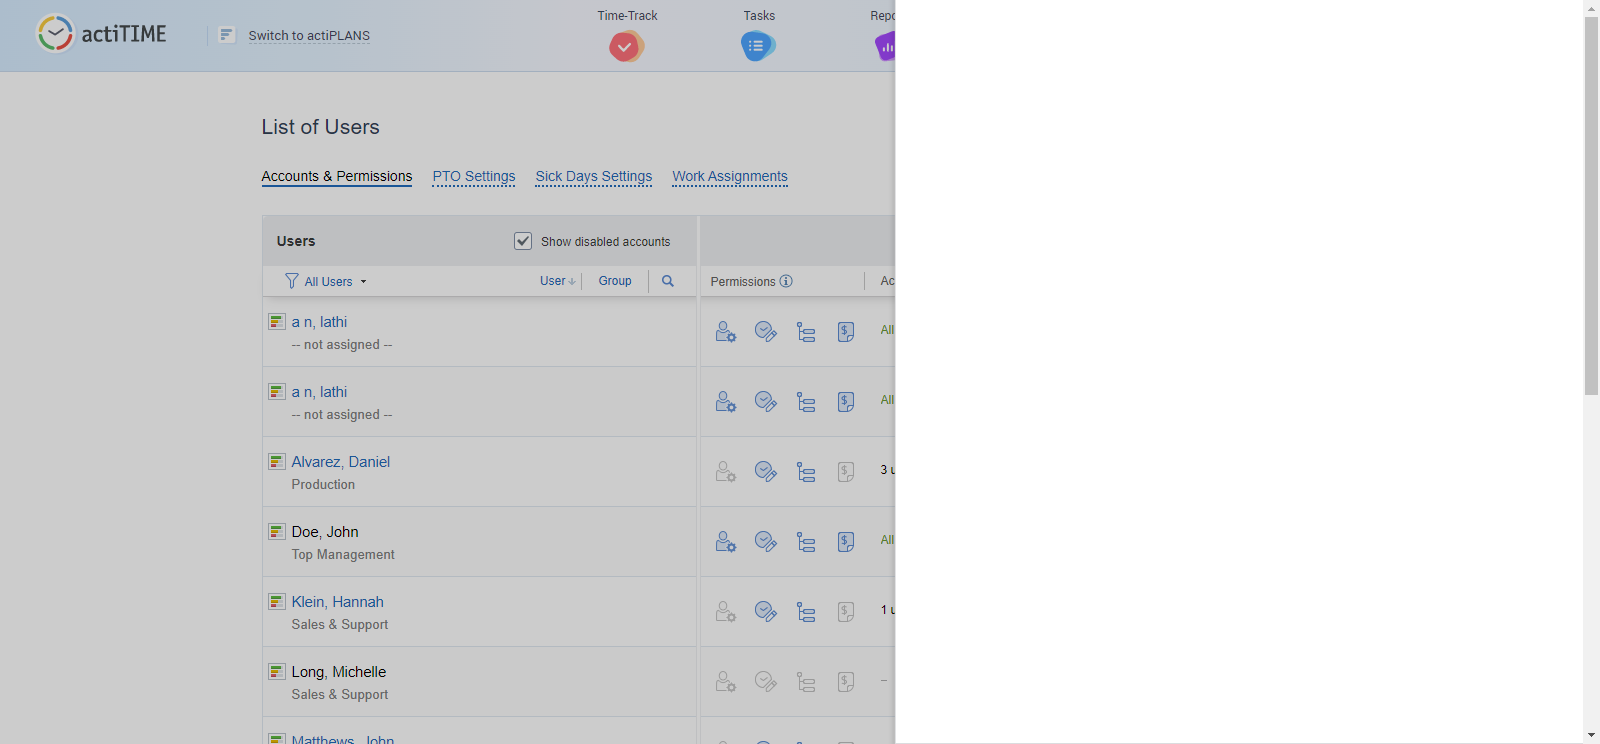 actiTIME
Switch to actiPLANS
Time-Track
Tasks
List of Users
Accounts & Permissions
PTO Settings
Sick Days Settings
Work Assignments
Users
Show disabled accounts
All Users
User
Group
Permissions
a n, lathi
-- not assigned --
All
a n, lathi
-- not assigned --
All
Alvarez, Daniel
Production
3
Doe, John
Top Management
All
Klein, Hannah
Sales & Support
1
Long, Michelle
Sales & Support
--
Matthews, John